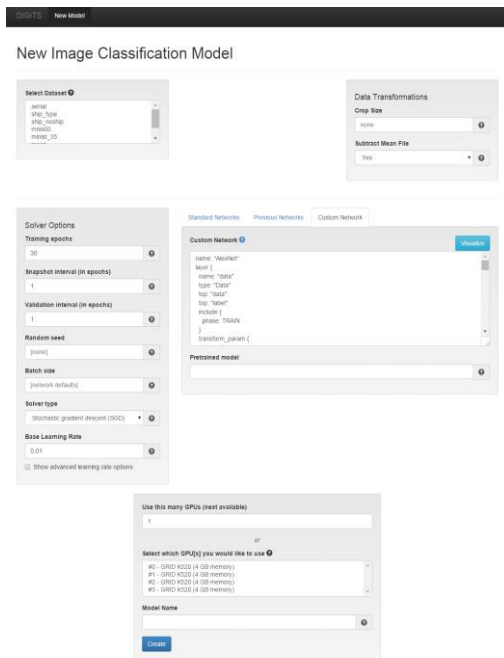 DIGITS New Model
New Image Classification Model
Select Dataset
aerial
ship_type
ship_noship
mnist_35
Data Transformations
Crop Size
none
Subtract Mean File
Yes
Solver Options
Training epochs
30
Snapshot interval (in epochs)
1
Validation interval (in epochs)
1
Random seed
[none]
Batch size
[network defaults]
Solver type
Stochastic gradient descent (SGD)
Base Learning Rate
0.01
Show advanced learning rate options
Standard Networks Previous Networks Custom Network
Custom Network
Visualize
name: "AlexNet"
layer {
name: "data"
type: "Data"
top: "data"
top: "label"
include {
phase: TRAIN
}
transform_param {
Pretrained model
Use this many GPUs (next available)
1
or
Select which GPU[s] you would like to use
#0 - GRID K520 (4 GB memory)
#1 - GRID K520 (4 GB memory)
#2 - GRID K520 (4 GB memory)
#3 - GRID K520 (4 GB memory)
Model Name
Create